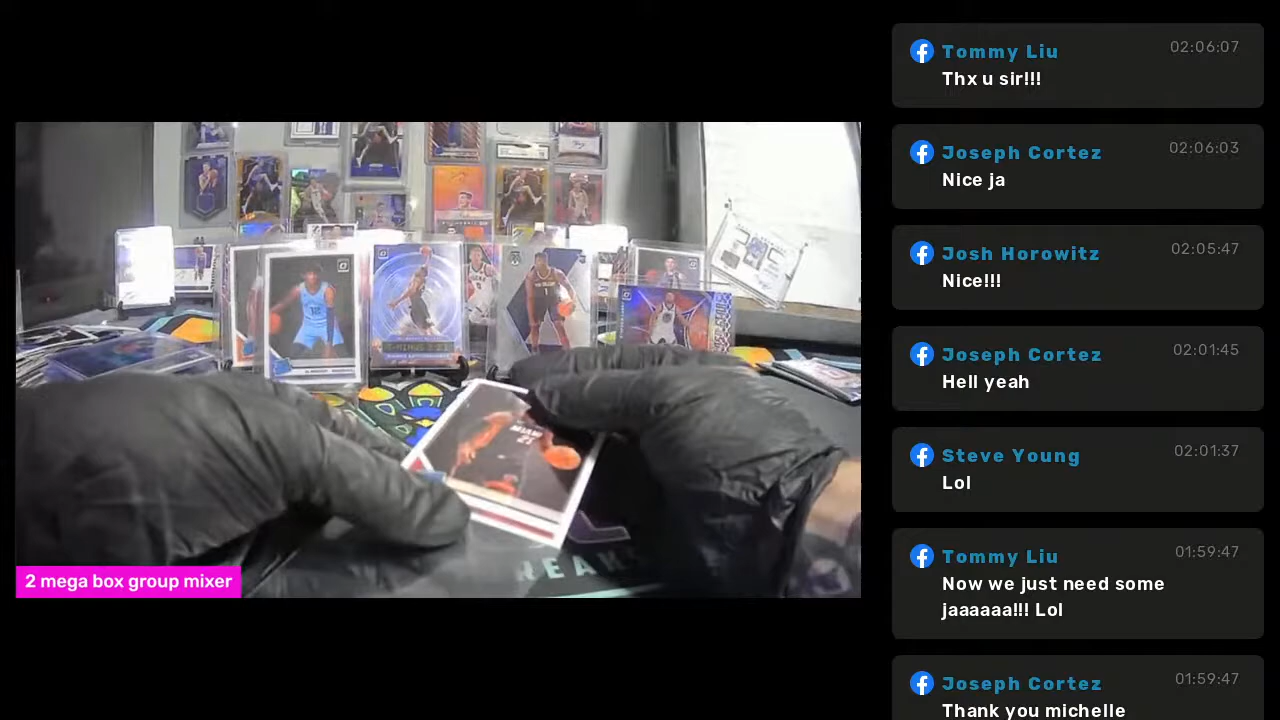 Tommy Liu
02:06:07
Thx u sir!!!
Joseph Cortez
02:06:03
Nice ja
Josh Horowitz
02:05:47
Nice!!!
Joseph Cortez
02:01:45
Hell yeah
Steve Young
02:01:37
Lol
Tommy Liu
01:59:47
Now we just need some
jaaaaaa!!! Lol
Joseph Cortez
01:59:47
Thank you michelle
MIAMI
2 mega box group mixer